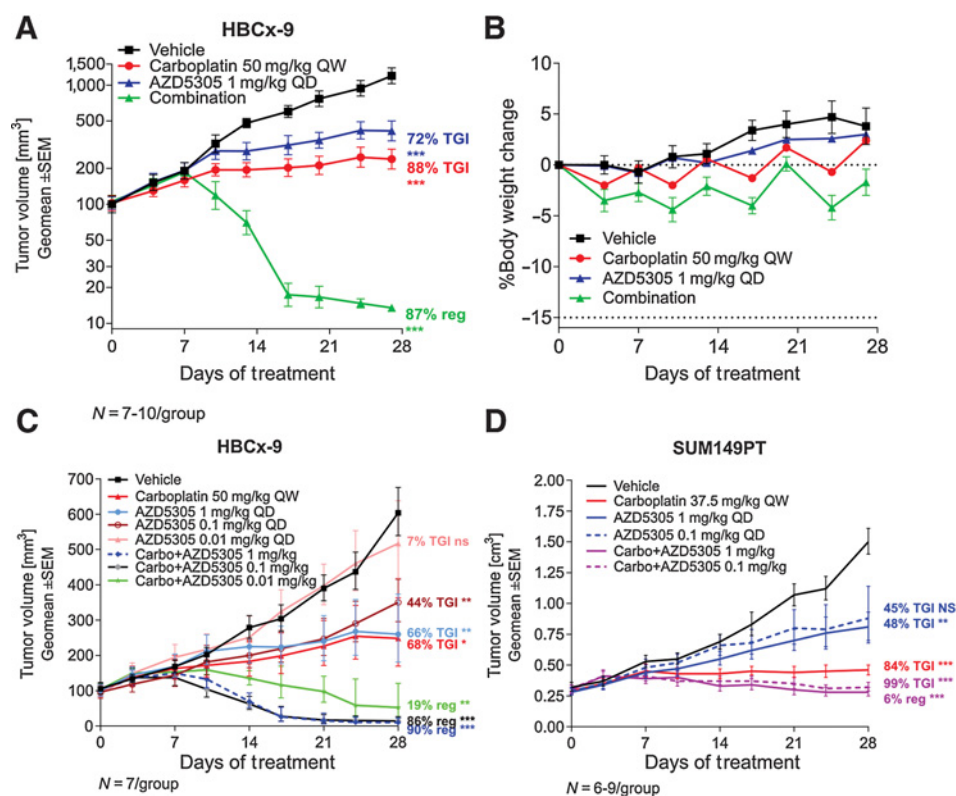 A
HBCx-9
Vehicle
Carboplatin 50 mg/kg QW
AZD5305 1 mg/kg QD
Combination
Tumor volume [mm³]
Geomean ±SEM
1,500
1,000
500
200
100
50
30
20
10
72% TGI
***
88% TGI
***
87% reg
***
0
7
14
21
28
Days of treatment
N = 7-10/group
B
%Body weight change
10
5
0
−5
−10
−15
Vehicle
Carboplatin 50 mg/kg QW
AZD5305 1 mg/kg QD
Combination
0
7
14
21
28
Days of treatment
C
HBCx-9
Tumor volume [mm³]
Geomean ±SEM
700
600
500
400
300
200
100
0
Vehicle
Carboplatin 50 mg/kg QW
AZD5305 1 mg/kg QD
AZD5305 0.1 mg/kg QD
AZD5305 0.01 mg/kg QD
Carbo+AZD5305 1 mg/kg
Carbo+AZD5305 0.1 mg/kg
Carbo+AZD5305 0.01 mg/kg
7% TGI ns
44% TGI **
66% TGI **
68% TGI *
19% reg **
86% reg ***
90% reg ***
0
7
14
21
28
Days of treatment
N = 7/group
D
SUM149PT
Tumor volume [cm³]
Geomean ±SEM
2.00
1.75
1.50
1.25
1.00
0.75
0.50
0.25
0.00
Vehicle
Carboplatin 37.5 mg/kg QW
AZD5305 1 mg/kg QD
AZD5305 0.1 mg/kg QD
Carbo+AZD5305 1 mg/kg
Carbo+AZD5305 0.1 mg/kg
45% TGI NS
48% TGI **
84% TGI ***
99% TGI ***
6% reg ***
0
7
14
21
28
Days of treatment
N = 6-9/group